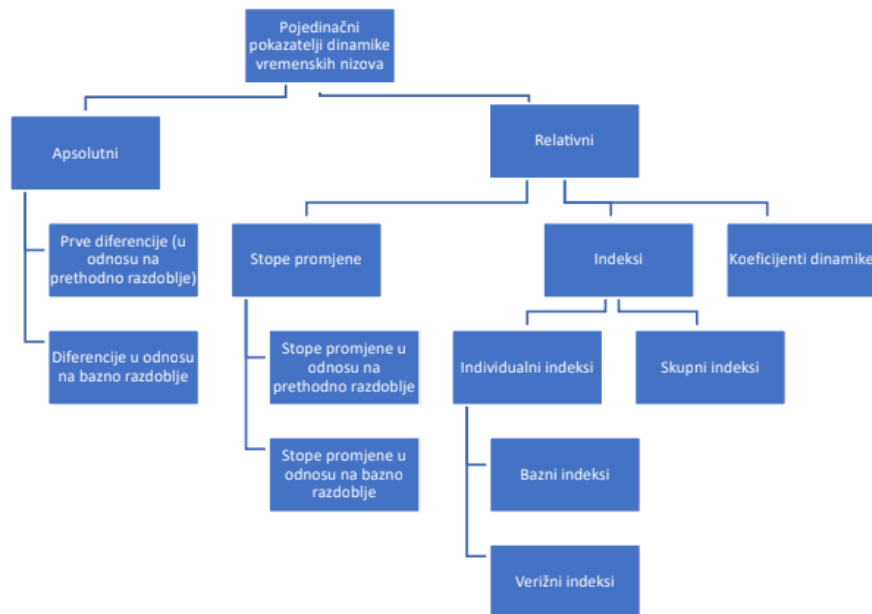 Pojedinačni
pokazatelji dinamike
vremenskih nizova
Apsolutni
Relativni
Prve diferencije (u
odnosu na
prethodno razdoblje)
Stope promjene
Indeksi
Koeficijenti dinamike
Diferencije u odnosu
na bazno razdoblje
Stope promjene u
odnosu na
prethodno razdoblje
Individualni indeksi
Skupni indeksi
Stope promjene u
odnosu na bazno
razdoblje
Bazni indeksi
Verižni indeksi